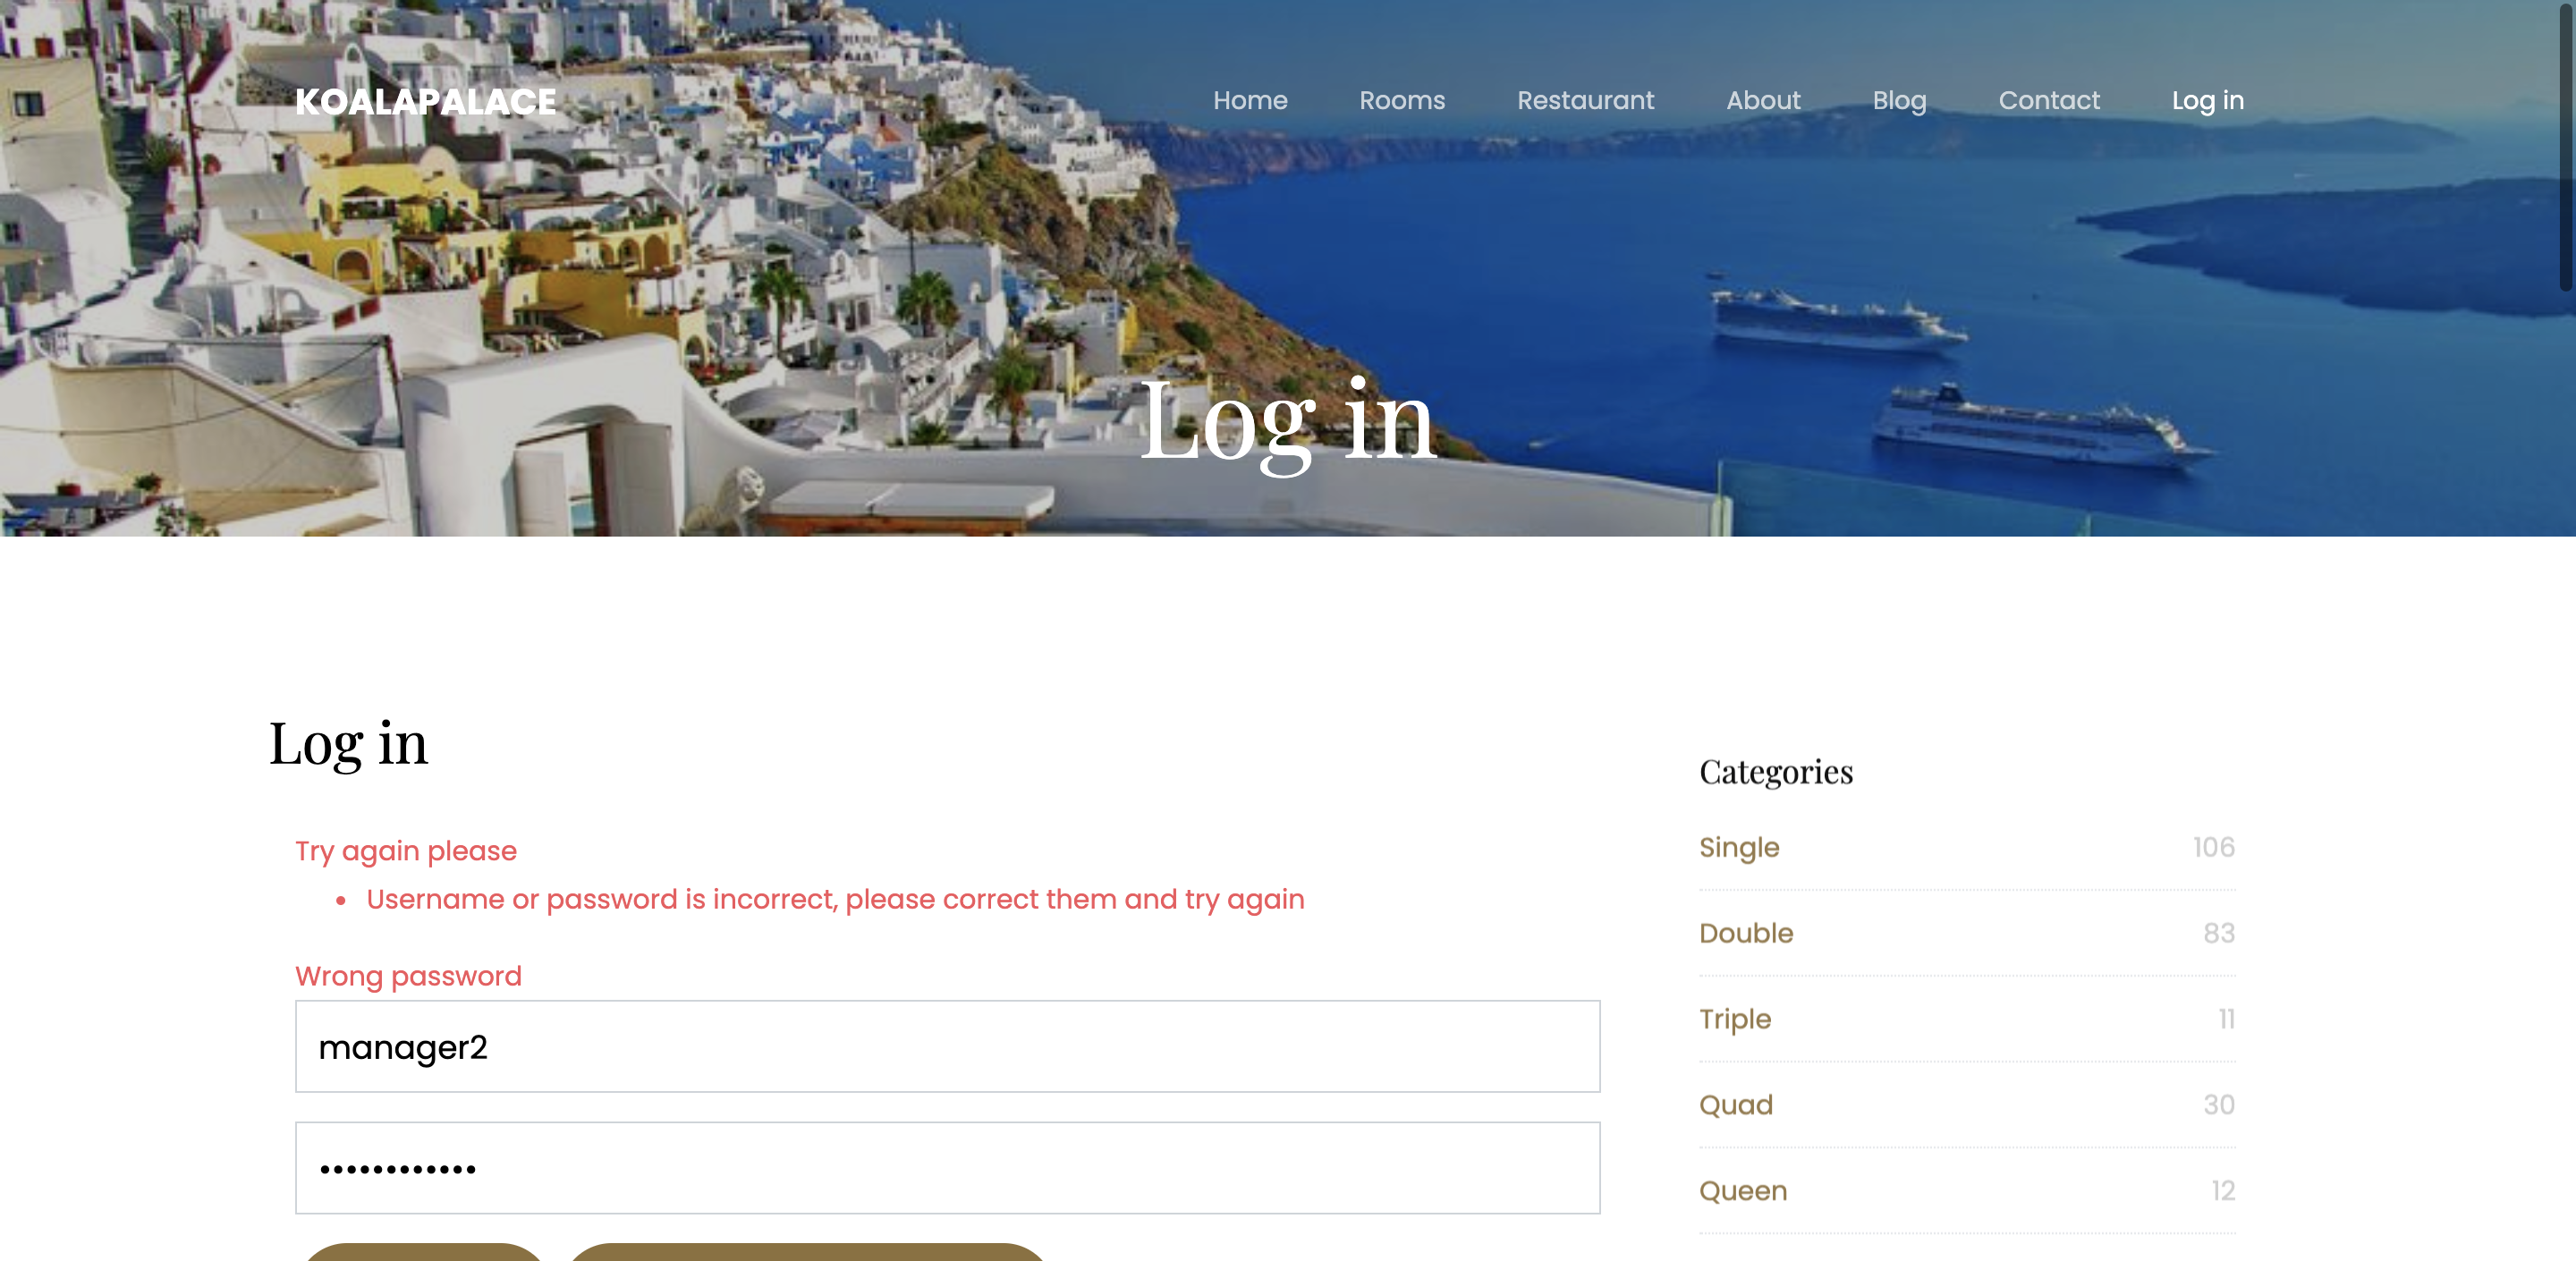 KOALAPALACE
Home Rooms Restaurant About Blog Contact Log in
Log in
Log in
Try again please
Username or password is incorrect, please correct them and try again
Wrong password
manager2
Categories
Single 106
Double 83
Triple 11
Quad 30
Queen 12